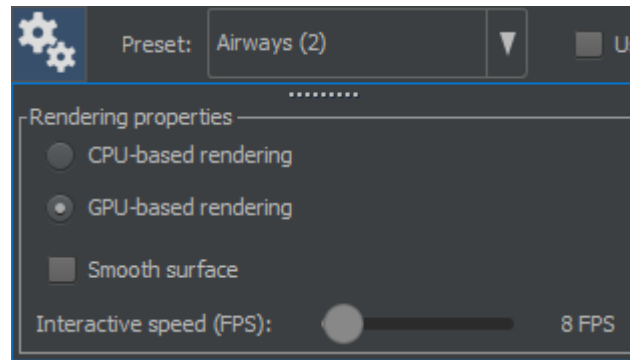 Preset: Airways (2)
Rendering properties
CPU-based rendering
GPU-based rendering
Smooth surface
Interactive speed (FPS): 8 FPS